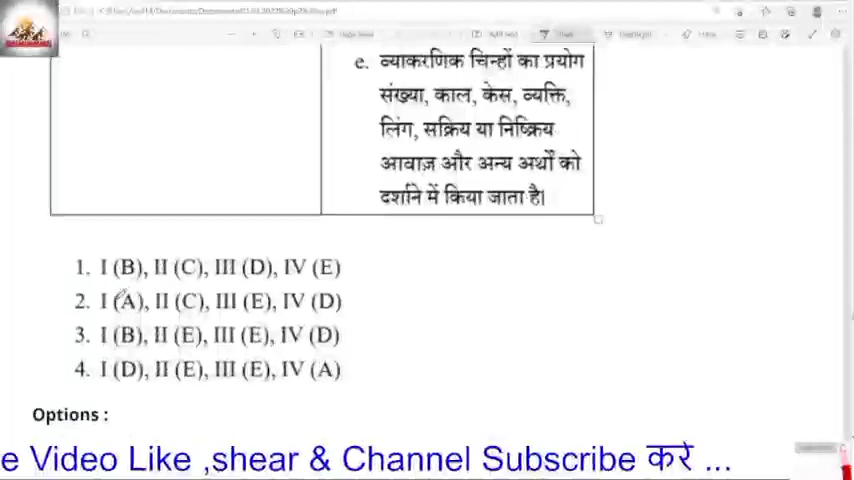 e. व्याकरणिक चिन्हों का प्रयोग
संख्या, काल, केस, व्यक्ति,
लिंग, सक्रिय या निष्क्रिय
आवाज़ और अन्य अर्थों को
दर्शाने में किया जाता है।
1. I (B), II (C), III (D), IV (E)
2. I (A), II (C), III (E), IV (D)
3. I (B), II (E), III (E), IV (D)
4. I (D), II (E), III (E), IV (A)
Options :
e Video Like ,shear & Channel Subscribe करे ...